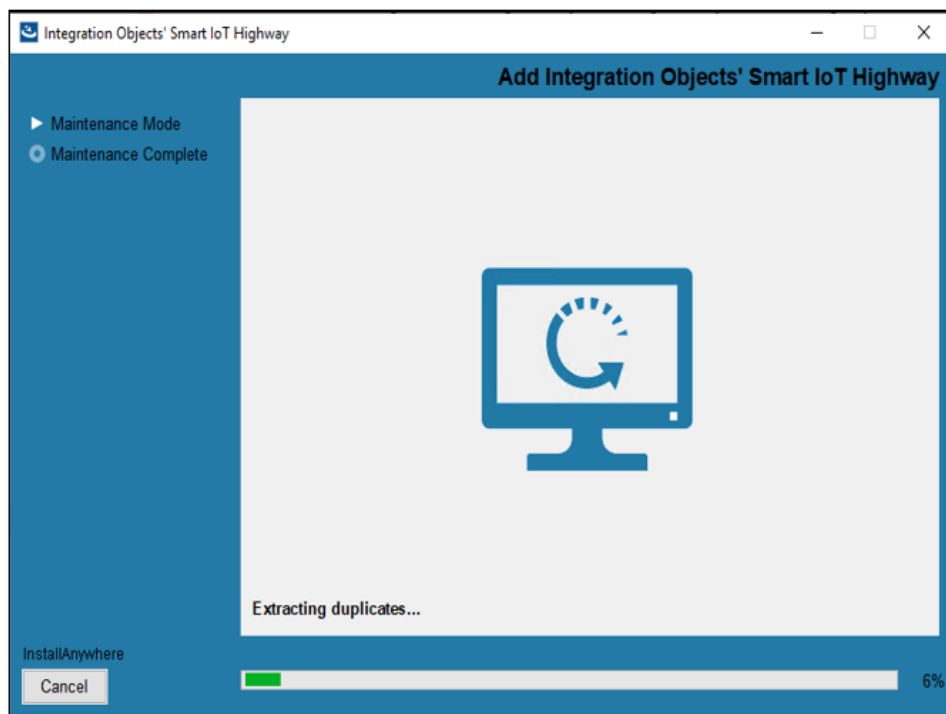 Integration Objects' Smart IoT Highway
Add Integration Objects' Smart IoT Highway
Maintenance Mode
Maintenance Complete
Extracting duplicates...
InstallAnywhere
Cancel
6%